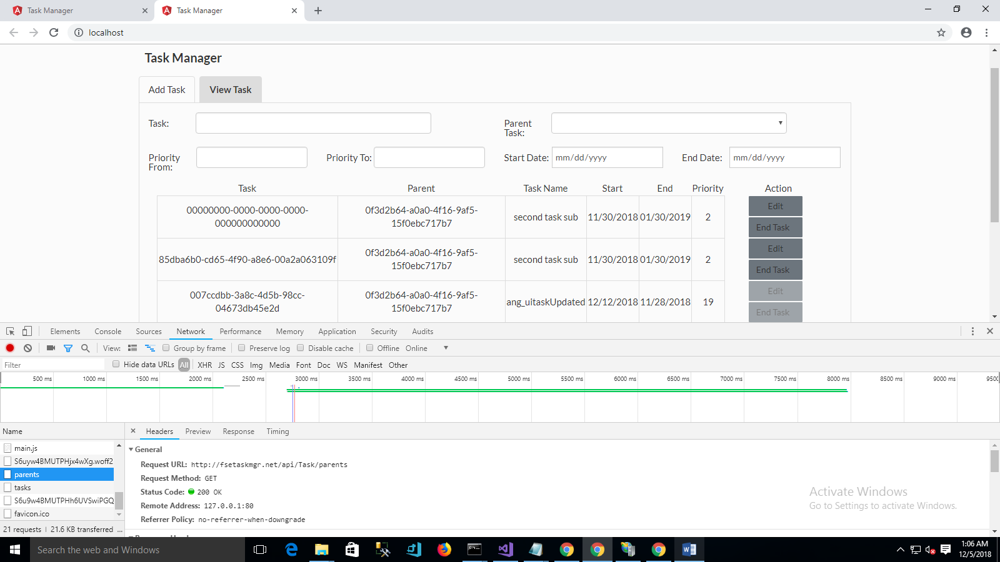 Task Manager
Task Manager
localhost
Task Manager
Add Task
View Task
Task:
Parent
Task:
Priority
From:
Priority To:
Start Date:
mm/dd/yyyy
End Date:
mm/dd/yyyy
Task Parent Task Name Start End Priority Action
00000000-0000-0000-0000-
000000000000
0f3d2b64-a0a0-4f16-9af5-
15f0ebc717b7
second task sub 11/30/2018 01/30/2019 2
Edit
End Task
85dba6b0-cd65-4f90-a8e6-00a2a063109f
0f3d2b64-a0a0-4f16-9af5-
15f0ebc717b7
second task sub 11/30/2018 01/30/2019 2
Edit
End Task
007ccdbb-3a8c-4d5b-98cc-
04673db45e2d
0f3d2b64-a0a0-4f16-9af5-
15f0ebc717b7
ang_uitaskUpdated 12/12/2018 11/28/2018 19
Edit
End Task
Elements Console Sources Network Performance Memory Application Security Audits
View: Group by frame Preserve log Disable cache Offline Online
Filter Hide data URLs All XHR JS CSS Img Media Font Doc WS Manifest Other
500 ms 1000 ms 1500 ms 2000 ms 2500 ms 3000 ms 3500 ms 4000 ms 4500 ms 5000 ms 5500 ms 6000 ms 6500 ms 7000 ms 7500 ms 8000 ms 8500 ms 9000 ms 9500
Name
main.js
S6uyw4BMUTPHjx4wXg.woff2
parents
tasks
S6u9w4BMUTPHh6UVSwiPGQ
favicon.ico
21 requests | 21.6 KB transferred ...
Headers Preview Response Timing
General
Request URL: http://fsetaskmgr.net/api/Task/parents
Request Method: GET
Status Code: 200 OK
Remote Address: 127.0.0.1:80
Referrer Policy: no-referrer-when-downgrade
Activate Windows
Go to Settings to activate Windows.
Search the web and Windows
1:06 AM
12/5/2018